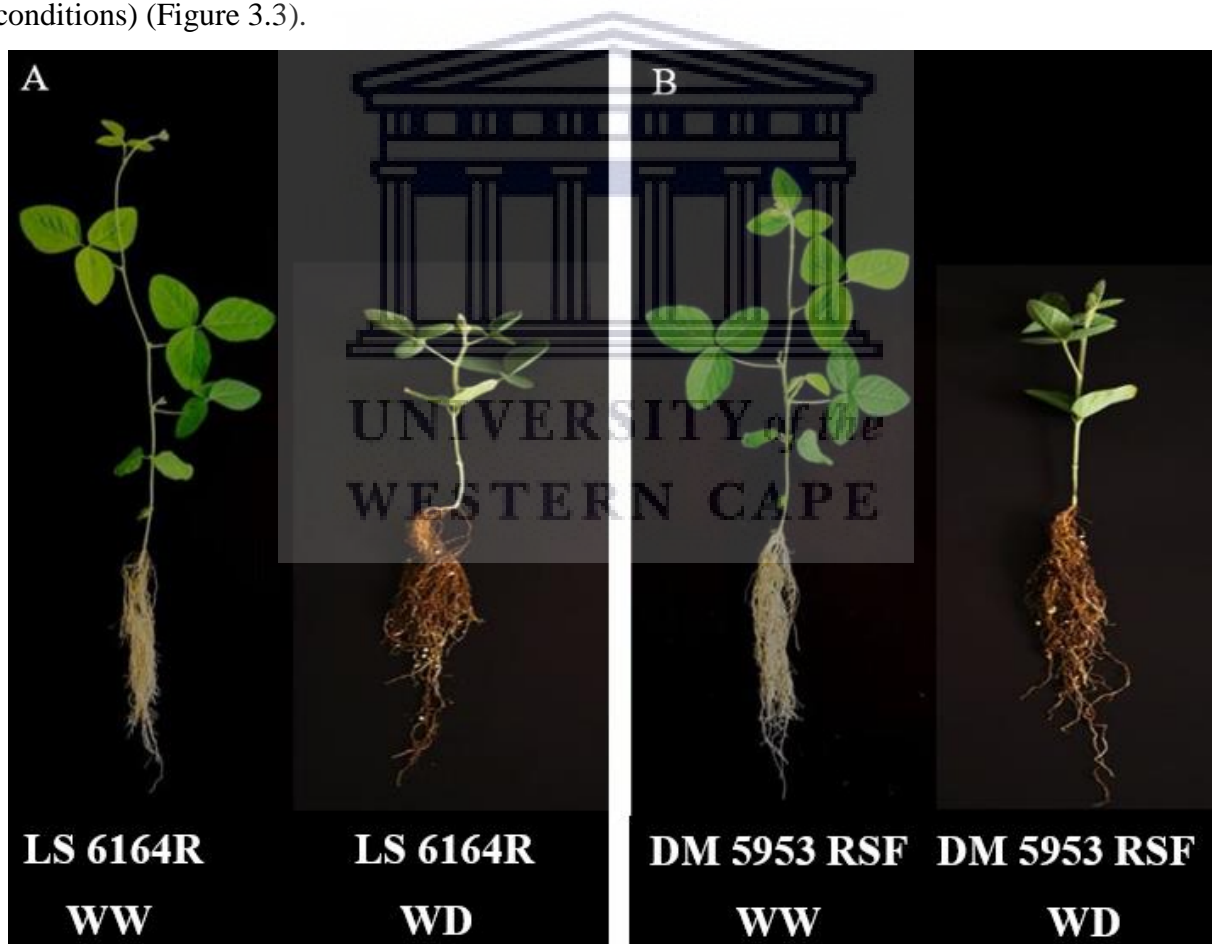 conditions) (Figure 3.3).
A
B
UNIVERSITY of the
WESTERN CAPE
LS 6164R
LS 6164R
DM 5953 RSF
DM 5953 RSF
WW
WD
WW
WD